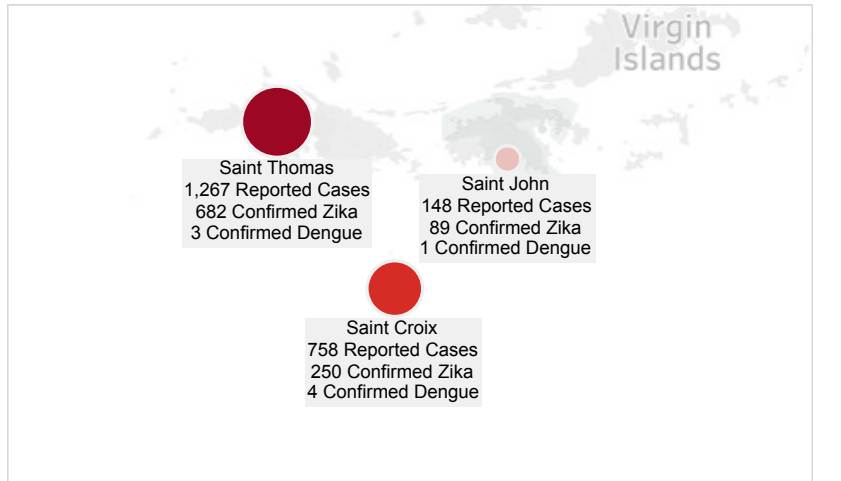 Virgin
Islands
Saint Thomas
1,267 Reported Cases
682 Confirmed Zika
3 Confirmed Dengue
Saint John
148 Reported Cases
89 Confirmed Zika
1 Confirmed Dengue
Saint Croix
758 Reported Cases
250 Confirmed Zika
4 Confirmed Dengue